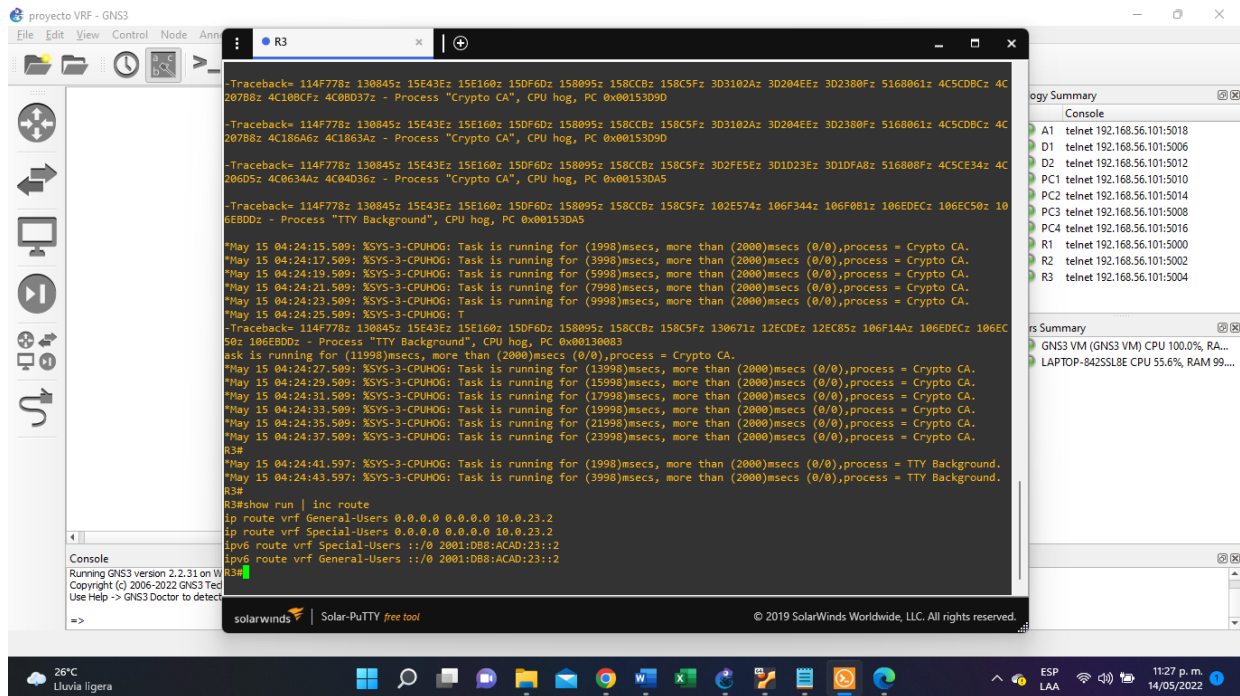 proyecto VRF - GNS3
File Edit View Control Node Anno
R3
-Traceback= 114F778z 130845z 15E43Ez 15E160z 15DF6Dz 158095z 158CCBz 158C5Fz 3D3102Az 3D204EEz 3D2380Fz 5168061z 4C5CDBCz 4C
207B8z 4C10BCFz 4C0BD37z - Process "Crypto CA", CPU hog, PC 0x00153D9D
-Traceback= 114F778z 130845z 15E43Ez 15E160z 15DF6Dz 158095z 158CCBz 158C5Fz 3D3102Az 3D204EEz 3D2380Fz 5168061z 4C5CDBCz 4C
207B8z 4C186A6z 4C1863Az - Process "Crypto CA", CPU hog, PC 0x00153D9D
-Traceback= 114F778z 130845z 15E43Ez 15E160z 15DF6Dz 158095z 158CCBz 158C5Fz 3D2FE5Ez 3D1D23Ez 3D1DFA8z 516808Fz 4C5CE34z 4C
206D5z 4C0634Az 4C04D36z - Process "Crypto CA", CPU hog, PC 0x00153DA5
-Traceback= 114F778z 130845z 15E43Ez 15E160z 15DF6Dz 158095z 158CCBz 158C5Fz 102E574z 106F344z 106F0B1z 106EDECz 106EC50z 10
6EBDDz - Process "TTY Background", CPU hog, PC 0x00153DA5
*May 15 04:24:15.509: %SYS-3-CPUHOG: Task is running for (1998)msecs, more than (2000)msecs (0/0),process = Crypto CA.
*May 15 04:24:17.509: %SYS-3-CPUHOG: Task is running for (3998)msecs, more than (2000)msecs (0/0),process = Crypto CA.
*May 15 04:24:19.509: %SYS-3-CPUHOG: Task is running for (5998)msecs, more than (2000)msecs (0/0),process = Crypto CA.
*May 15 04:24:21.509: %SYS-3-CPUHOG: Task is running for (7998)msecs, more than (2000)msecs (0/0),process = Crypto CA.
*May 15 04:24:23.509: %SYS-3-CPUHOG: Task is running for (9998)msecs, more than (2000)msecs (0/0),process = Crypto CA.
*May 15 04:24:25.509: %SYS-3-CPUHOG: T
-Traceback= 114F778z 130845z 15E43Ez 15E160z 15DF6Dz 158095z 158CCBz 158C5Fz 130671z 12ECDEz 12EC85z 106F14Az 106EDECz 106EC
50z 106EBDDz - Process "TTY Background", CPU hog, PC 0x00130083
ask is running for (11998)msecs, more than (2000)msecs (0/0),process = Crypto CA.
*May 15 04:24:27.509: %SYS-3-CPUHOG: Task is running for (13998)msecs, more than (2000)msecs (0/0),process = Crypto CA.
*May 15 04:24:29.509: %SYS-3-CPUHOG: Task is running for (15998)msecs, more than (2000)msecs (0/0),process = Crypto CA.
*May 15 04:24:31.509: %SYS-3-CPUHOG: Task is running for (17998)msecs, more than (2000)msecs (0/0),process = Crypto CA.
*May 15 04:24:33.509: %SYS-3-CPUHOG: Task is running for (19998)msecs, more than (2000)msecs (0/0),process = Crypto CA.
*May 15 04:24:35.509: %SYS-3-CPUHOG: Task is running for (21998)msecs, more than (2000)msecs (0/0),process = Crypto CA.
*May 15 04:24:37.509: %SYS-3-CPUHOG: Task is running for (23998)msecs, more than (2000)msecs (0/0),process = Crypto CA.
R3#
*May 15 04:24:41.597: %SYS-3-CPUHOG: Task is running for (1998)msecs, more than (2000)msecs (0/0),process = TTY Background.
*May 15 04:24:43.597: %SYS-3-CPUHOG: Task is running for (3998)msecs, more than (2000)msecs (0/0),process = TTY Background.
R3#
R3#show run | inc route
ip route vrf General-Users 0.0.0.0 0.0.0.0 10.0.23.2
ip route vrf Special-Users 0.0.0.0 0.0.0.0 10.0.23.2
ipv6 route vrf Special-Users ::/0 2001:DB8:ACAD:23::2
ipv6 route vrf General-Users ::/0 2001:DB8:ACAD:23::2
R3#
solarwinds Solar-PuTTY free tool
© 2019 SolarWinds Worldwide, LLC. All rights reserved.
ogy Summary
Console
A1 telnet 192.168.56.101:5018
D1 telnet 192.168.56.101:5006
D2 telnet 192.168.56.101:5012
PC1 telnet 192.168.56.101:5010
PC2 telnet 192.168.56.101:5014
PC3 telnet 192.168.56.101:5008
PC4 telnet 192.168.56.101:5016
R1 telnet 192.168.56.101:5000
R2 telnet 192.168.56.101:5002
R3 telnet 192.168.56.101:5004
rs Summary
GNS3 VM (GNS3 VM) CPU 100.0%, RA...
LAPTOP-842SSL8E CPU 55.6%, RAM 99....
Console
Running GNS3 version 2.2.31 on W
Copyright (c) 2006-2022 GNS3 Tec
Use Help -> GNS3 Doctor to detect
=>
26°C
Lluvia ligera
ESP
LAA
11:27 p. m.
14/05/2022
1